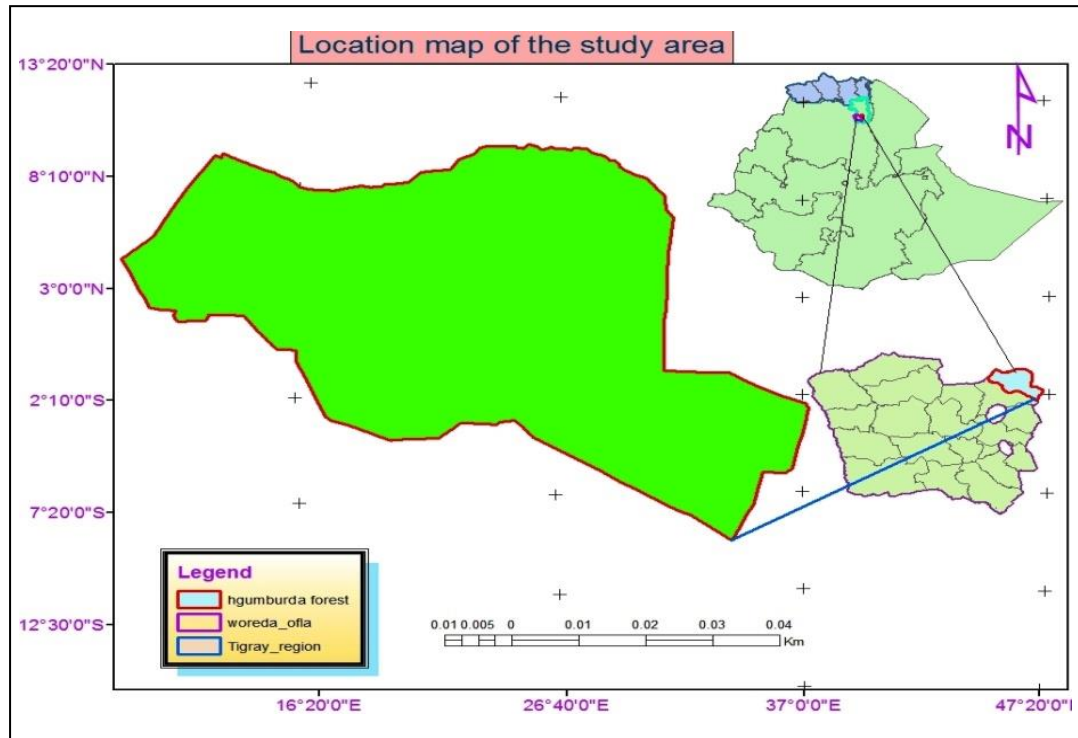 Location map of the study area
13°20'0"N
8°10'0"N
3°0'0"N
2°10'0"S
7°20'0"S
12°30'0"S
N
Legend
hgumburda forest
woreda_ofla
Tigray_region
0.01 0.005 0 0.01 0.02 0.03 0.04
Km
16°20'0"E 26°40'0"E 37°0'0"E 47°20'0"E